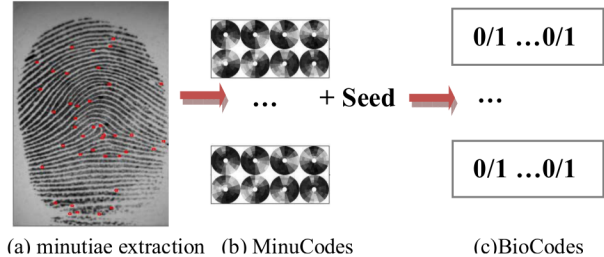 0/1 ...0/1
...
+ Seed
...
0/1 ...0/1
(a) minutiae extraction
(b) MinuCodes
(c)BioCodes